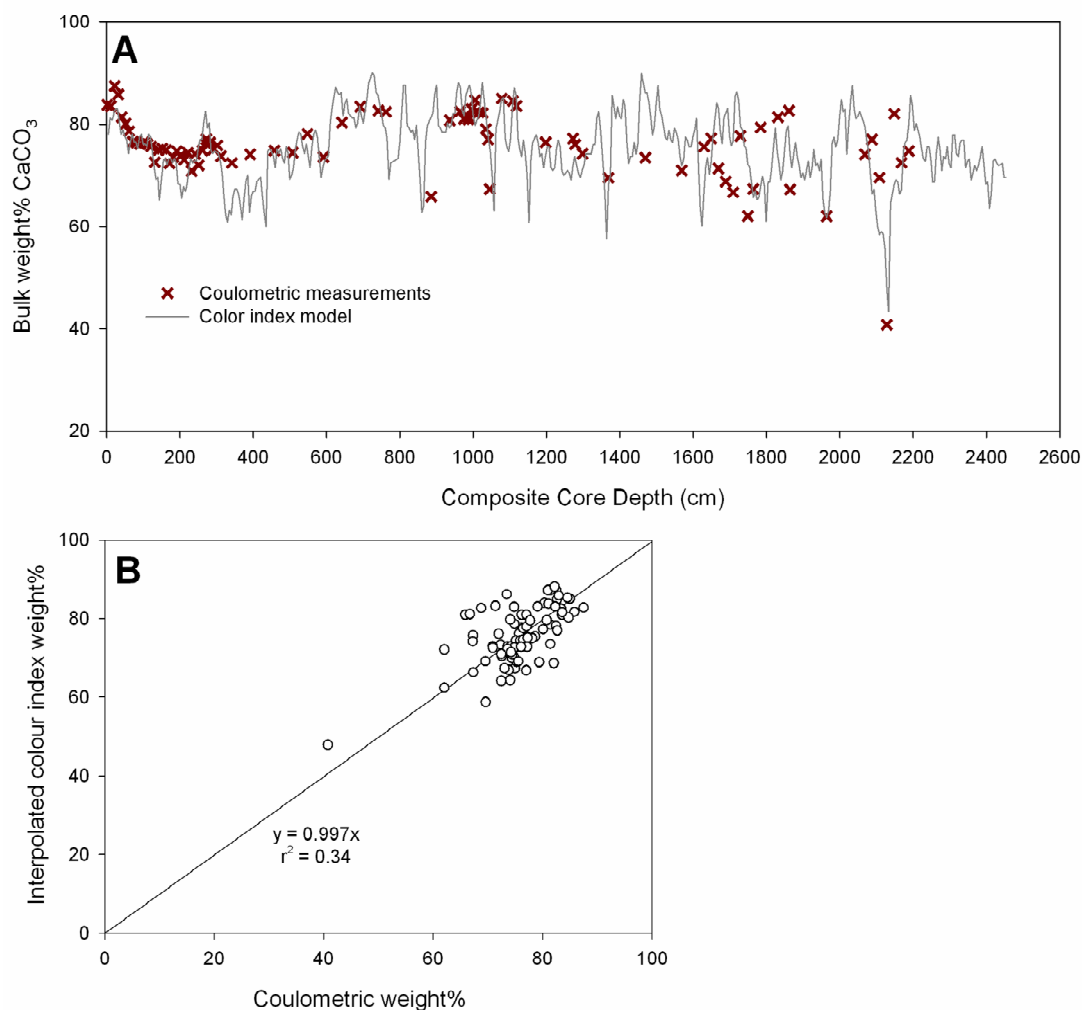 A
100
80
60
40
20
Bulk weight% CaCO3
Coulometric measurements
Color index model
0 200 400 600 800 1000 1200 1400 1600 1800 2000 2200 2400 2600
Composite Core Depth (cm)
B
100
80
60
40
20
0
Interpolated colour index weight%
y = 0.997x
r2 = 0.34
0 20 40 60 80 100
Coulometric weight%